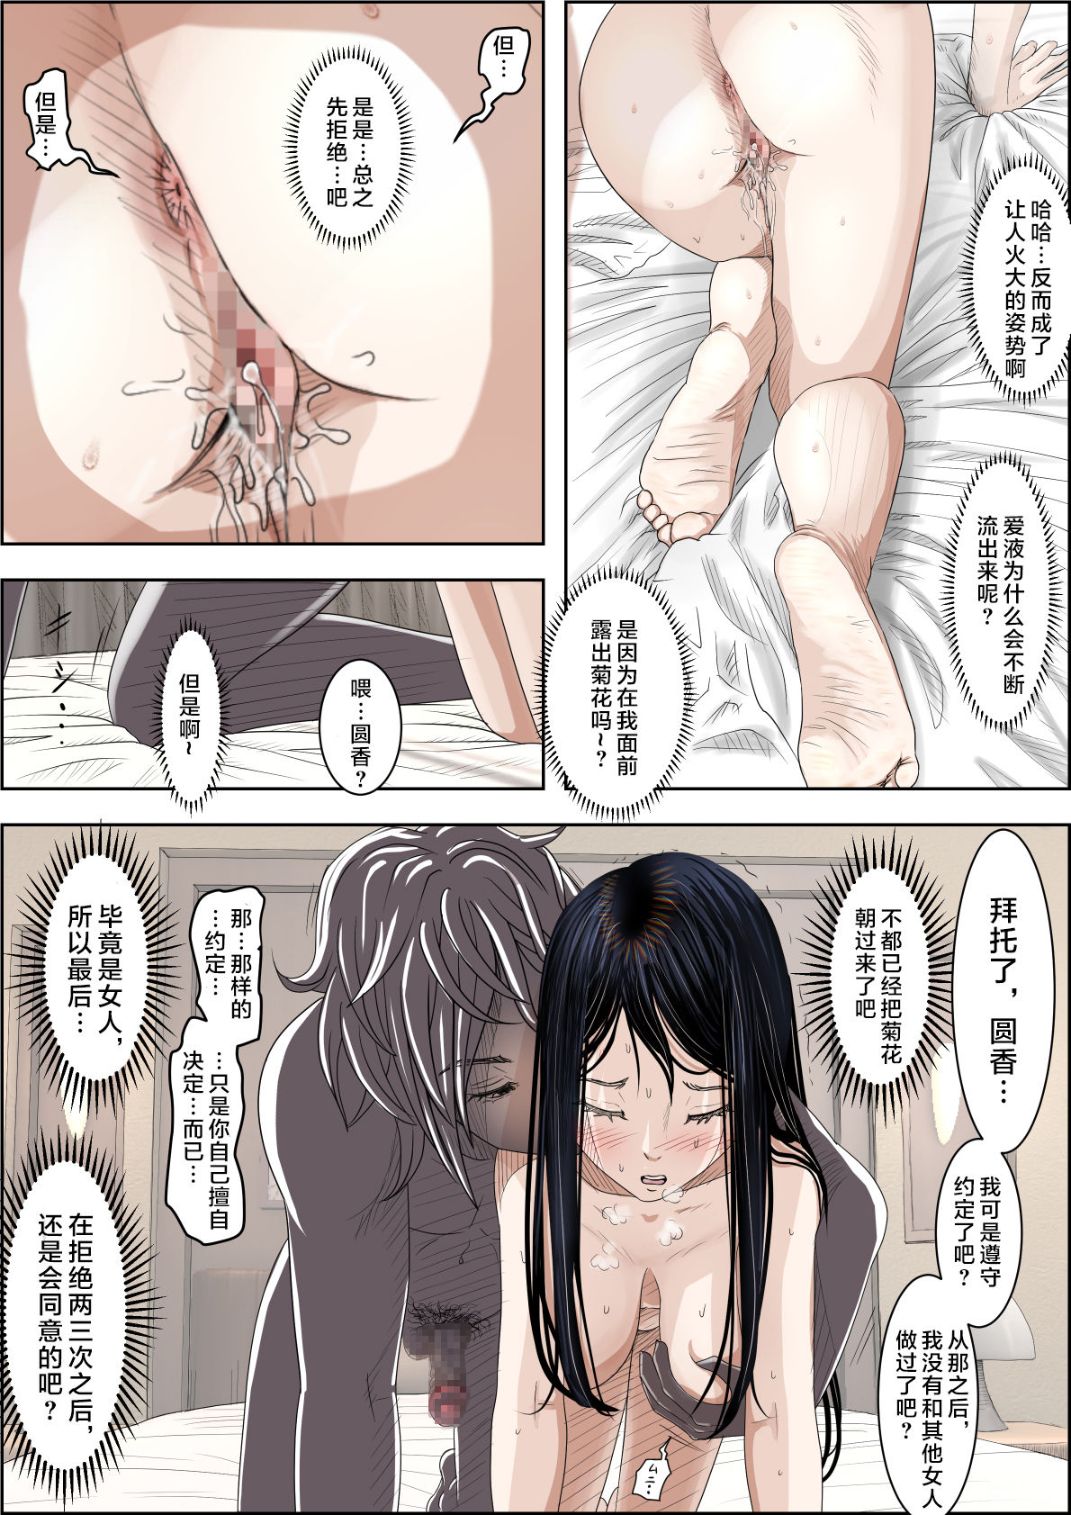 哈哈…反而成了
让人火大的姿势啊
爱液为什么会不断
流出来呢？
是因为在我面前
露出菊花吗~？
但…
是是…总之
先拒绝…吧
但是…
喂…圆香？
但是啊~
拜托了，圆香…
我可是遵守
约定了吧？
从那之后，
我没有和其他女人
做过了吧？
不都已经把菊花
朝过来了吧
那…那样的
…约定…
…只是你自己擅自
决定…而已…
毕竟是女人，
所以最后…
在拒绝两三次之后，
还是会同意的吧？
ムニ…